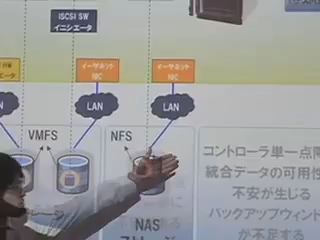 iSCSI SW
イニシエータ
イーサネット
NIC
イーサネット
NIC
LAN
LAN
VMFS
NFS
NAS
コントローラ単一点障
統合データの可用性
不安が生じる
バックアップウィンド
が不足する